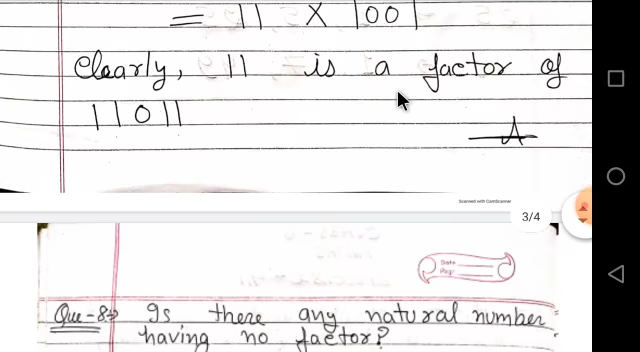 = 11 X 1001
Clearly, 11 is a factor of
11011
Scanned with CamScanner
3/4
Date
Page
Que-8⇒ Is there any natural number
having no factor?